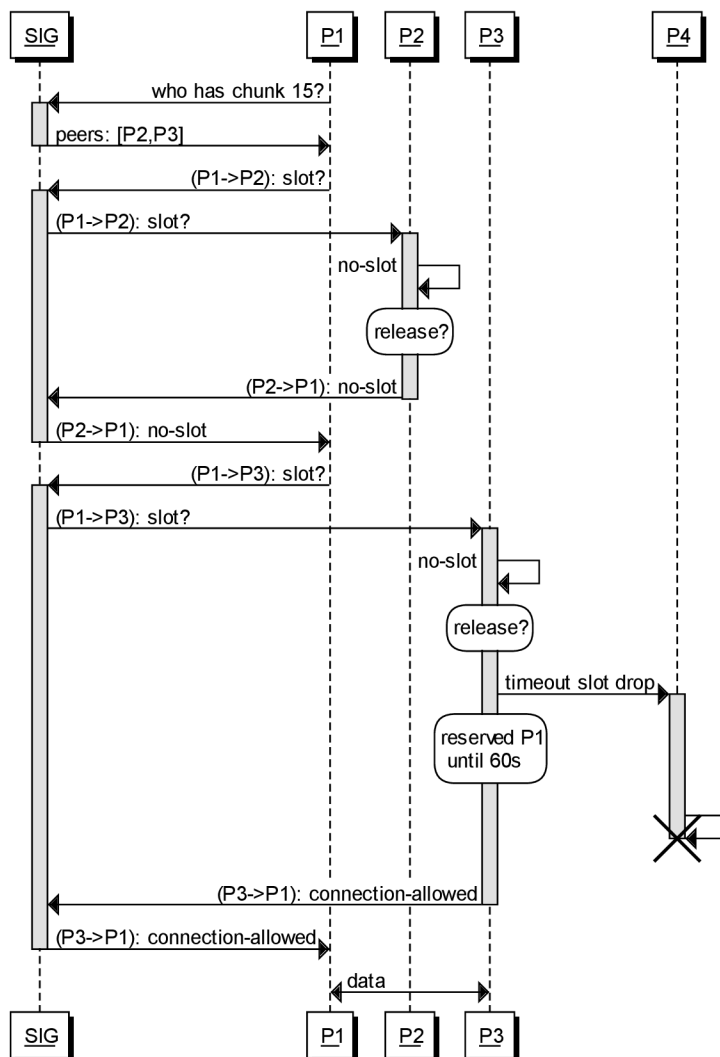 SIG P1 P2 P3 P4
who has chunk 15?
peers: [P2,P3]
(P1->P2): slot?
(P1->P2): slot?
no-slot
release?
(P2->P1): no-slot
(P2->P1): no-slot
(P1->P3): slot?
(P1->P3): slot?
no-slot
release?
timeout slot drop
reserved P1
until 60s
(P3->P1): connection-allowed
(P3->P1): connection-allowed
data
SIG P1 P2 P3